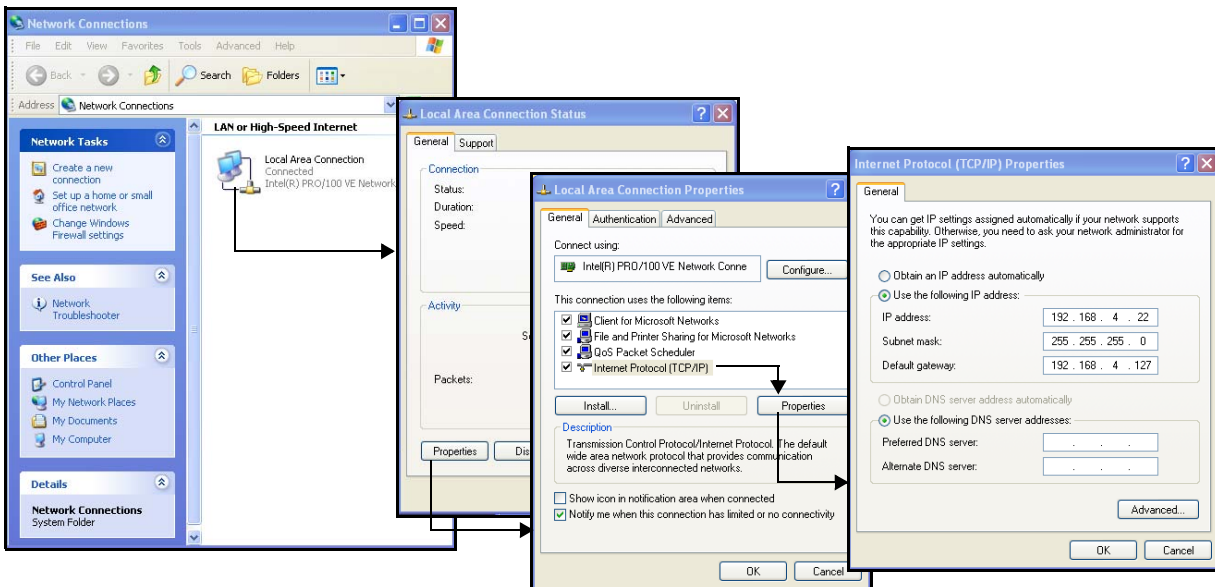 Network Connections
File Edit View Favorites Tools Advanced Help
Back Search Folders
Address Network Connections
Network Tasks
Create a new
connection
Set up a home or small
office network
Change Windows
Firewall settings
See Also
Network
Troubleshooter
Other Places
Control Panel
My Network Places
My Documents
My Computer
Details
Network Connections
System Folder
LAN or High-Speed Internet
Local Area Connection
Connected
Intel(R) PRO/100 VE Network
Local Area Connection Status
General Support
Connection
Status:
Duration:
Speed:
Activity
Packets:
Properties
Local Area Connection Properties
General Authentication Advanced
Connect using:
Intel(R) PRO/100 VE Network Conne
Configure...
This connection uses the following items:
Client for Microsoft Networks
File and Printer Sharing for Microsoft Networks
QoS Packet Scheduler
Internet Protocol (TCP/IP)
Install... Uninstall Properties
Description
Transmission Control Protocol/Internet Protocol. The default
wide area network protocol that provides communication
across diverse interconnected networks.
Show icon in notification area when connected
Notify me when this connection has limited or no connectivity
OK Cancel
Internet Protocol (TCP/IP) Properties
General
You can get IP settings assigned automatically if your network supports
this capability. Otherwise, you need to ask your network administrator for
the appropriate IP settings.
Obtain an IP address automatically
Use the following IP address:
IP address: 192 . 168 . 4 . 22
Subnet mask: 255 . 255 . 255 . 0
Default gateway: 192 . 168 . 4 . 127
Obtain DNS server address automatically
Use the following DNS server addresses:
Preferred DNS server: . . .
Alternate DNS server: . . .
Advanced...
OK Cancel